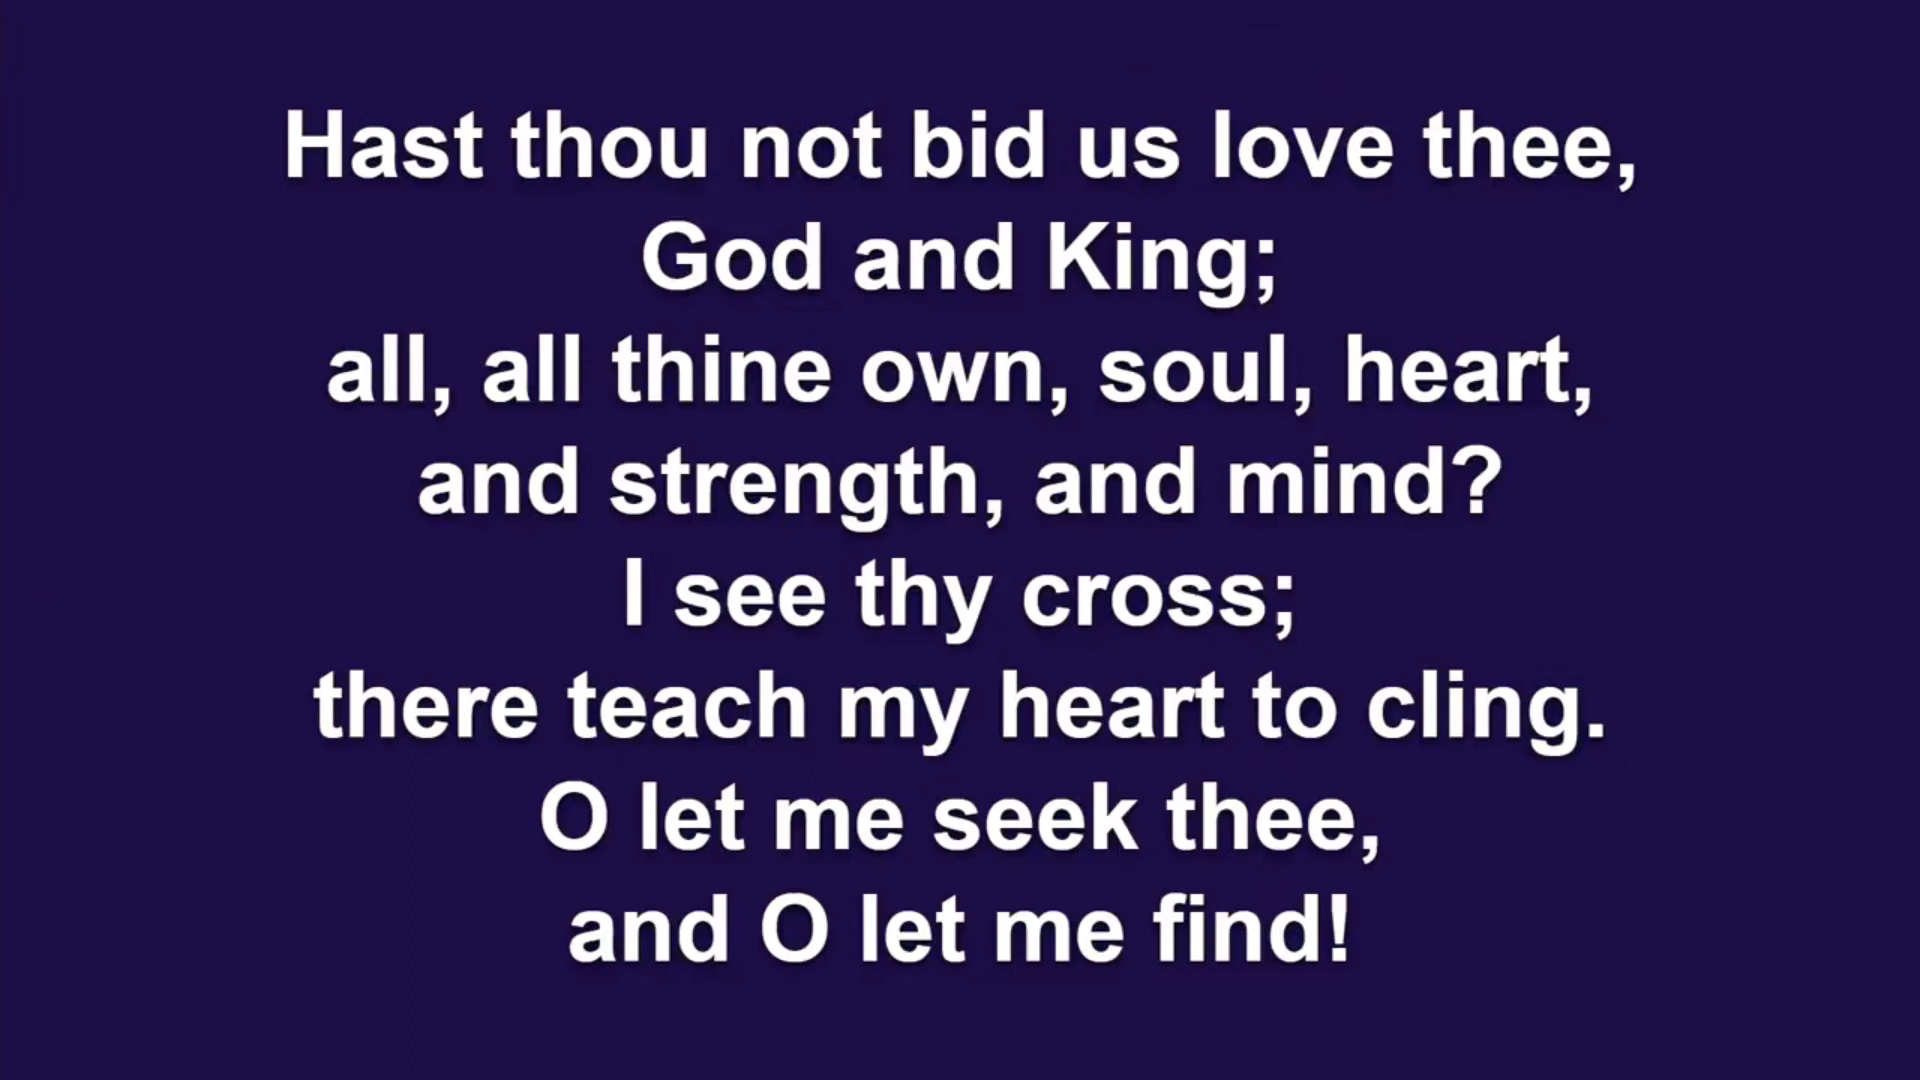 Hast thou not bid us love thee,
God and King;
all, all thine own, soul, heart,
and strength, and mind?
I see thy cross;
there teach my heart to cling.
O let me seek thee,
and O let me find!